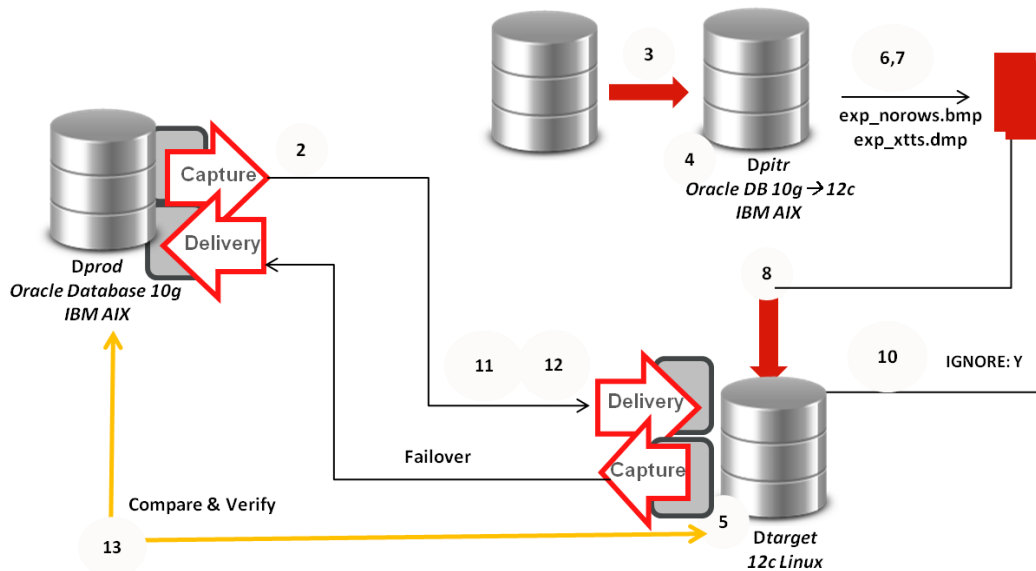 3
6,7
exp_norows.bmp
exp_xtts.dmp
4
Dpitr
Oracle DB 10g → 12c
IBM AIX
2
Capture
Delivery
Dprod
Oracle Database 10g
IBM AIX
8
10
IGNORE: Y
11
12
Delivery
Capture
Failover
Compare & Verify
13
5
Dtarget
12c Linux